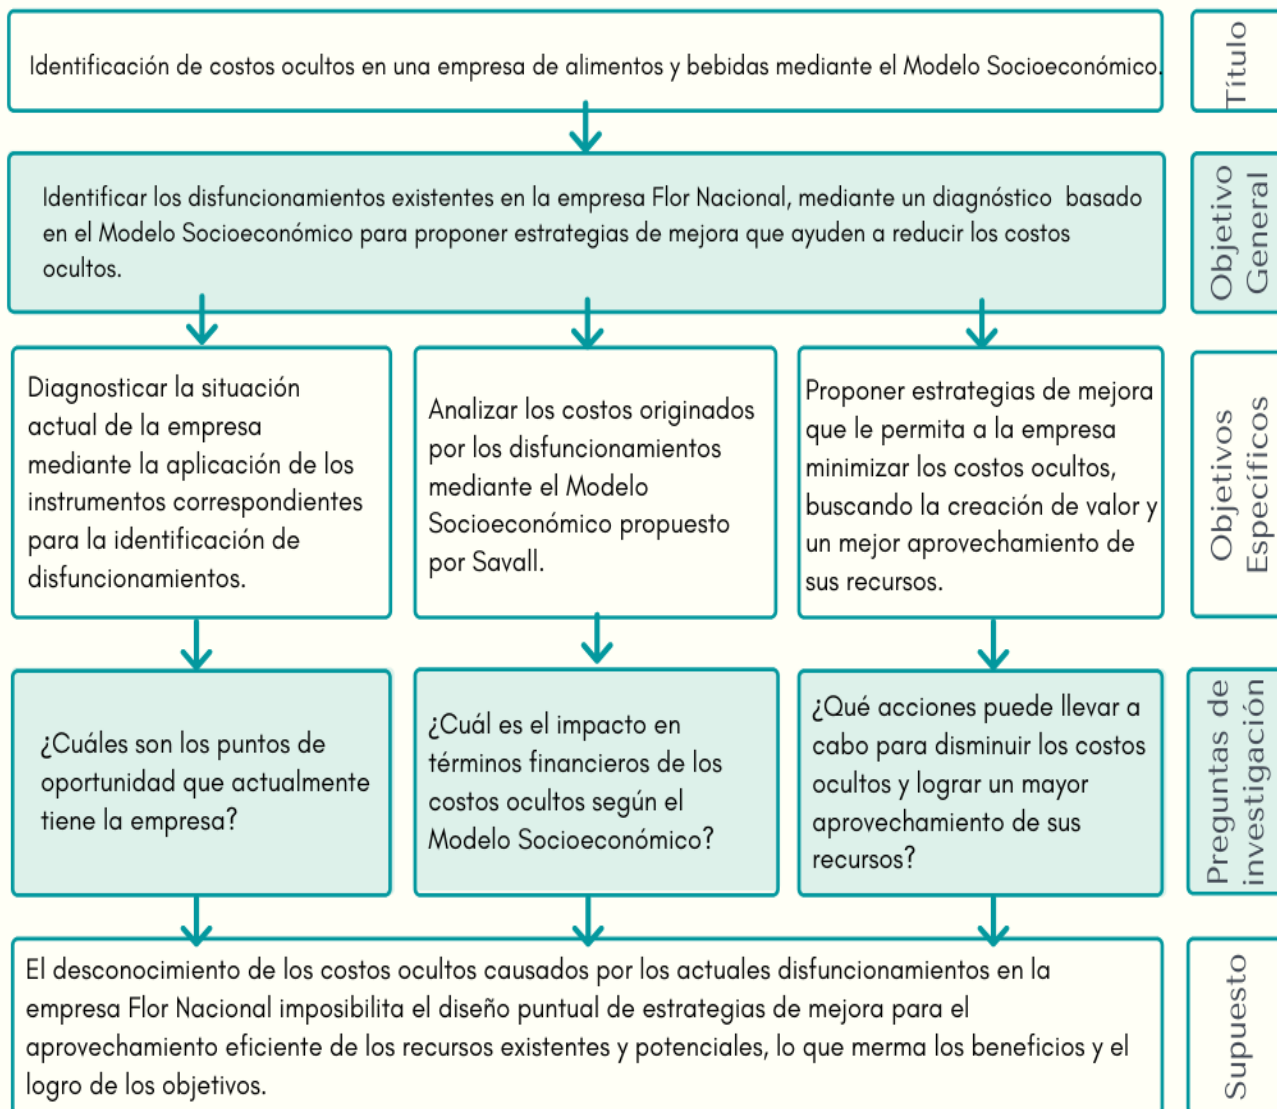 Identificación de costos ocultos en una empresa de alimentos y bebidas mediante el Modelo Socioeconómico.
Título
Identificar los disfuncionamientos existentes en la empresa Flor Nacional, mediante un diagnóstico basado
en el Modelo Socioeconómico para proponer estrategias de mejora que ayuden a reducir los costos
ocultos.
Objetivo
General
Diagnosticar la situación
actual de la empresa
mediante la aplicación de los
instrumentos correspondientes
para la identificación de
disfuncionamientos.
Analizar los costos originados
por los disfuncionamientos
mediante el Modelo
Socioeconómico propuesto
por Savall.
Proponer estrategias de mejora
que le permita a la empresa
minimizar los costos ocultos,
buscando la creación de valor y
un mejor aprovechamiento de
sus recursos.
Objetivos
Específicos
¿Cuáles son los puntos de
oportunidad que actualmente
tiene la empresa?
¿Cuál es el impacto en
términos financieros de los
costos ocultos según el
Modelo Socioeconómico?
¿Qué acciones puede llevar a
cabo para disminuir los costos
ocultos y lograr un mayor
aprovechamiento de sus
recursos?
Preguntas de
investigación
El desconocimiento de los costos ocultos causados por los actuales disfuncionamientos en la
empresa Flor Nacional imposibilita el diseño puntual de estrategias de mejora para el
aprovechamiento eficiente de los recursos existentes y potenciales, lo que merma los beneficios y el
logro de los objetivos.
Supuesto